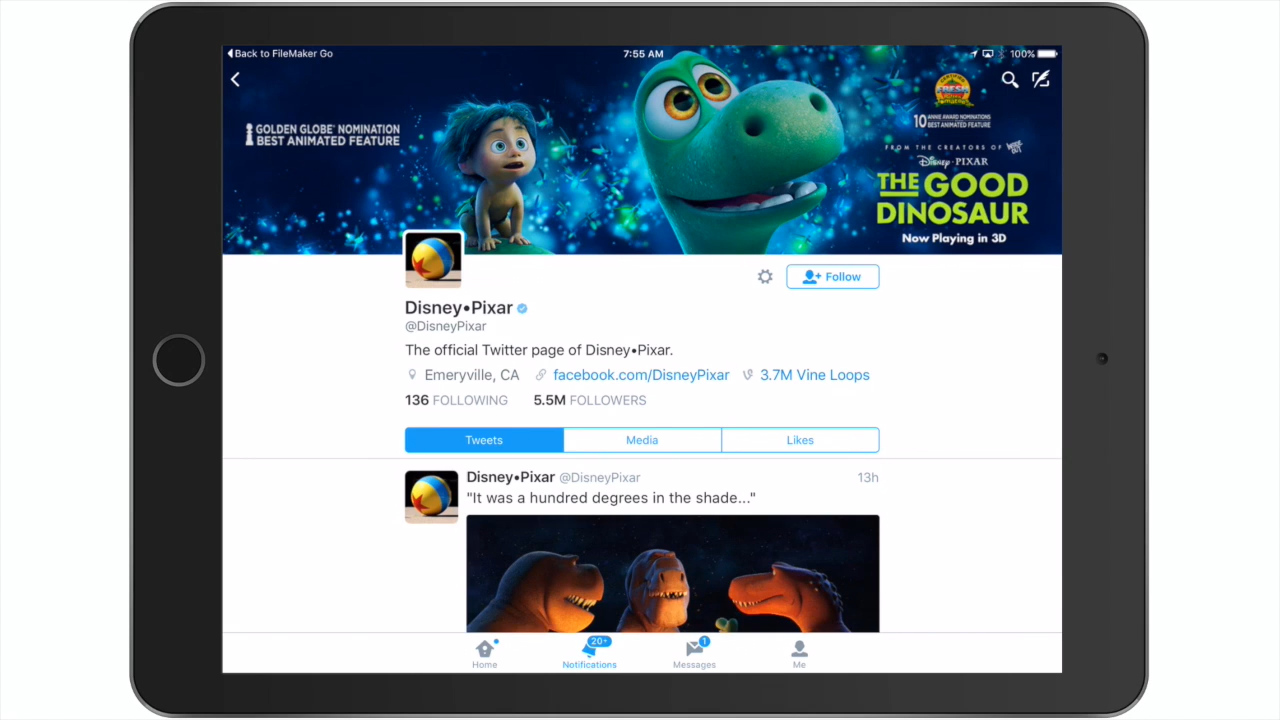 Back to FileMaker Go
7:55 AM
100%
GOLDEN GLOBE® NOMINATION
BEST ANIMATED FEATURE
CERTIFIED
FRESH
10 ANNIE AWARD NOMINATIONS
BEST ANIMATED FEATURE
FROM THE CREATORS OF INSIDE OUT
Disney·PIXAR
THE GOOD
DINOSAUR
Now Playing in 3D
Follow
Disney•Pixar
@DisneyPixar
The official Twitter page of Disney•Pixar.
Emeryville, CA facebook.com/DisneyPixar 3.7M Vine Loops
136 FOLLOWING 5.5M FOLLOWERS
Tweets Media Likes
Disney•Pixar @DisneyPixar 13h
"It was a hundred degrees in the shade..."
20+ 1
Home Notifications Messages Me